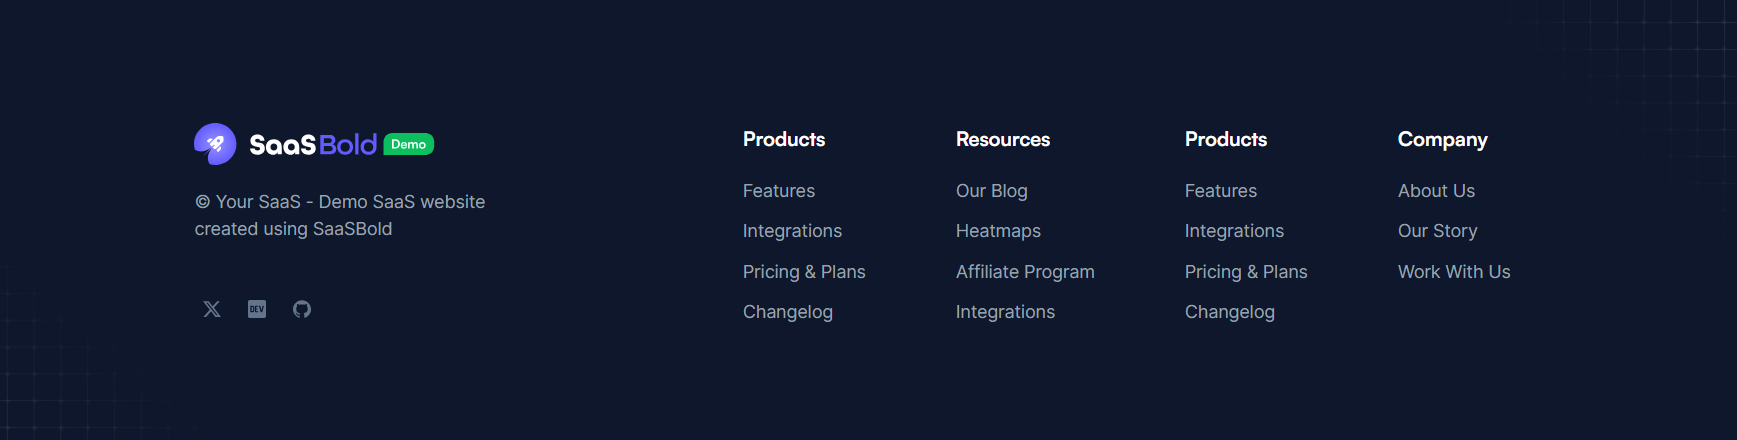 SaaSBold Demo
© Your SaaS - Demo SaaS website
created using SaaSBold
DEV
Products
Features
Integrations
Pricing & Plans
Changelog
Resources
Our Blog
Heatmaps
Affiliate Program
Integrations
Products
Features
Integrations
Pricing & Plans
Changelog
Company
About Us
Our Story
Work With Us